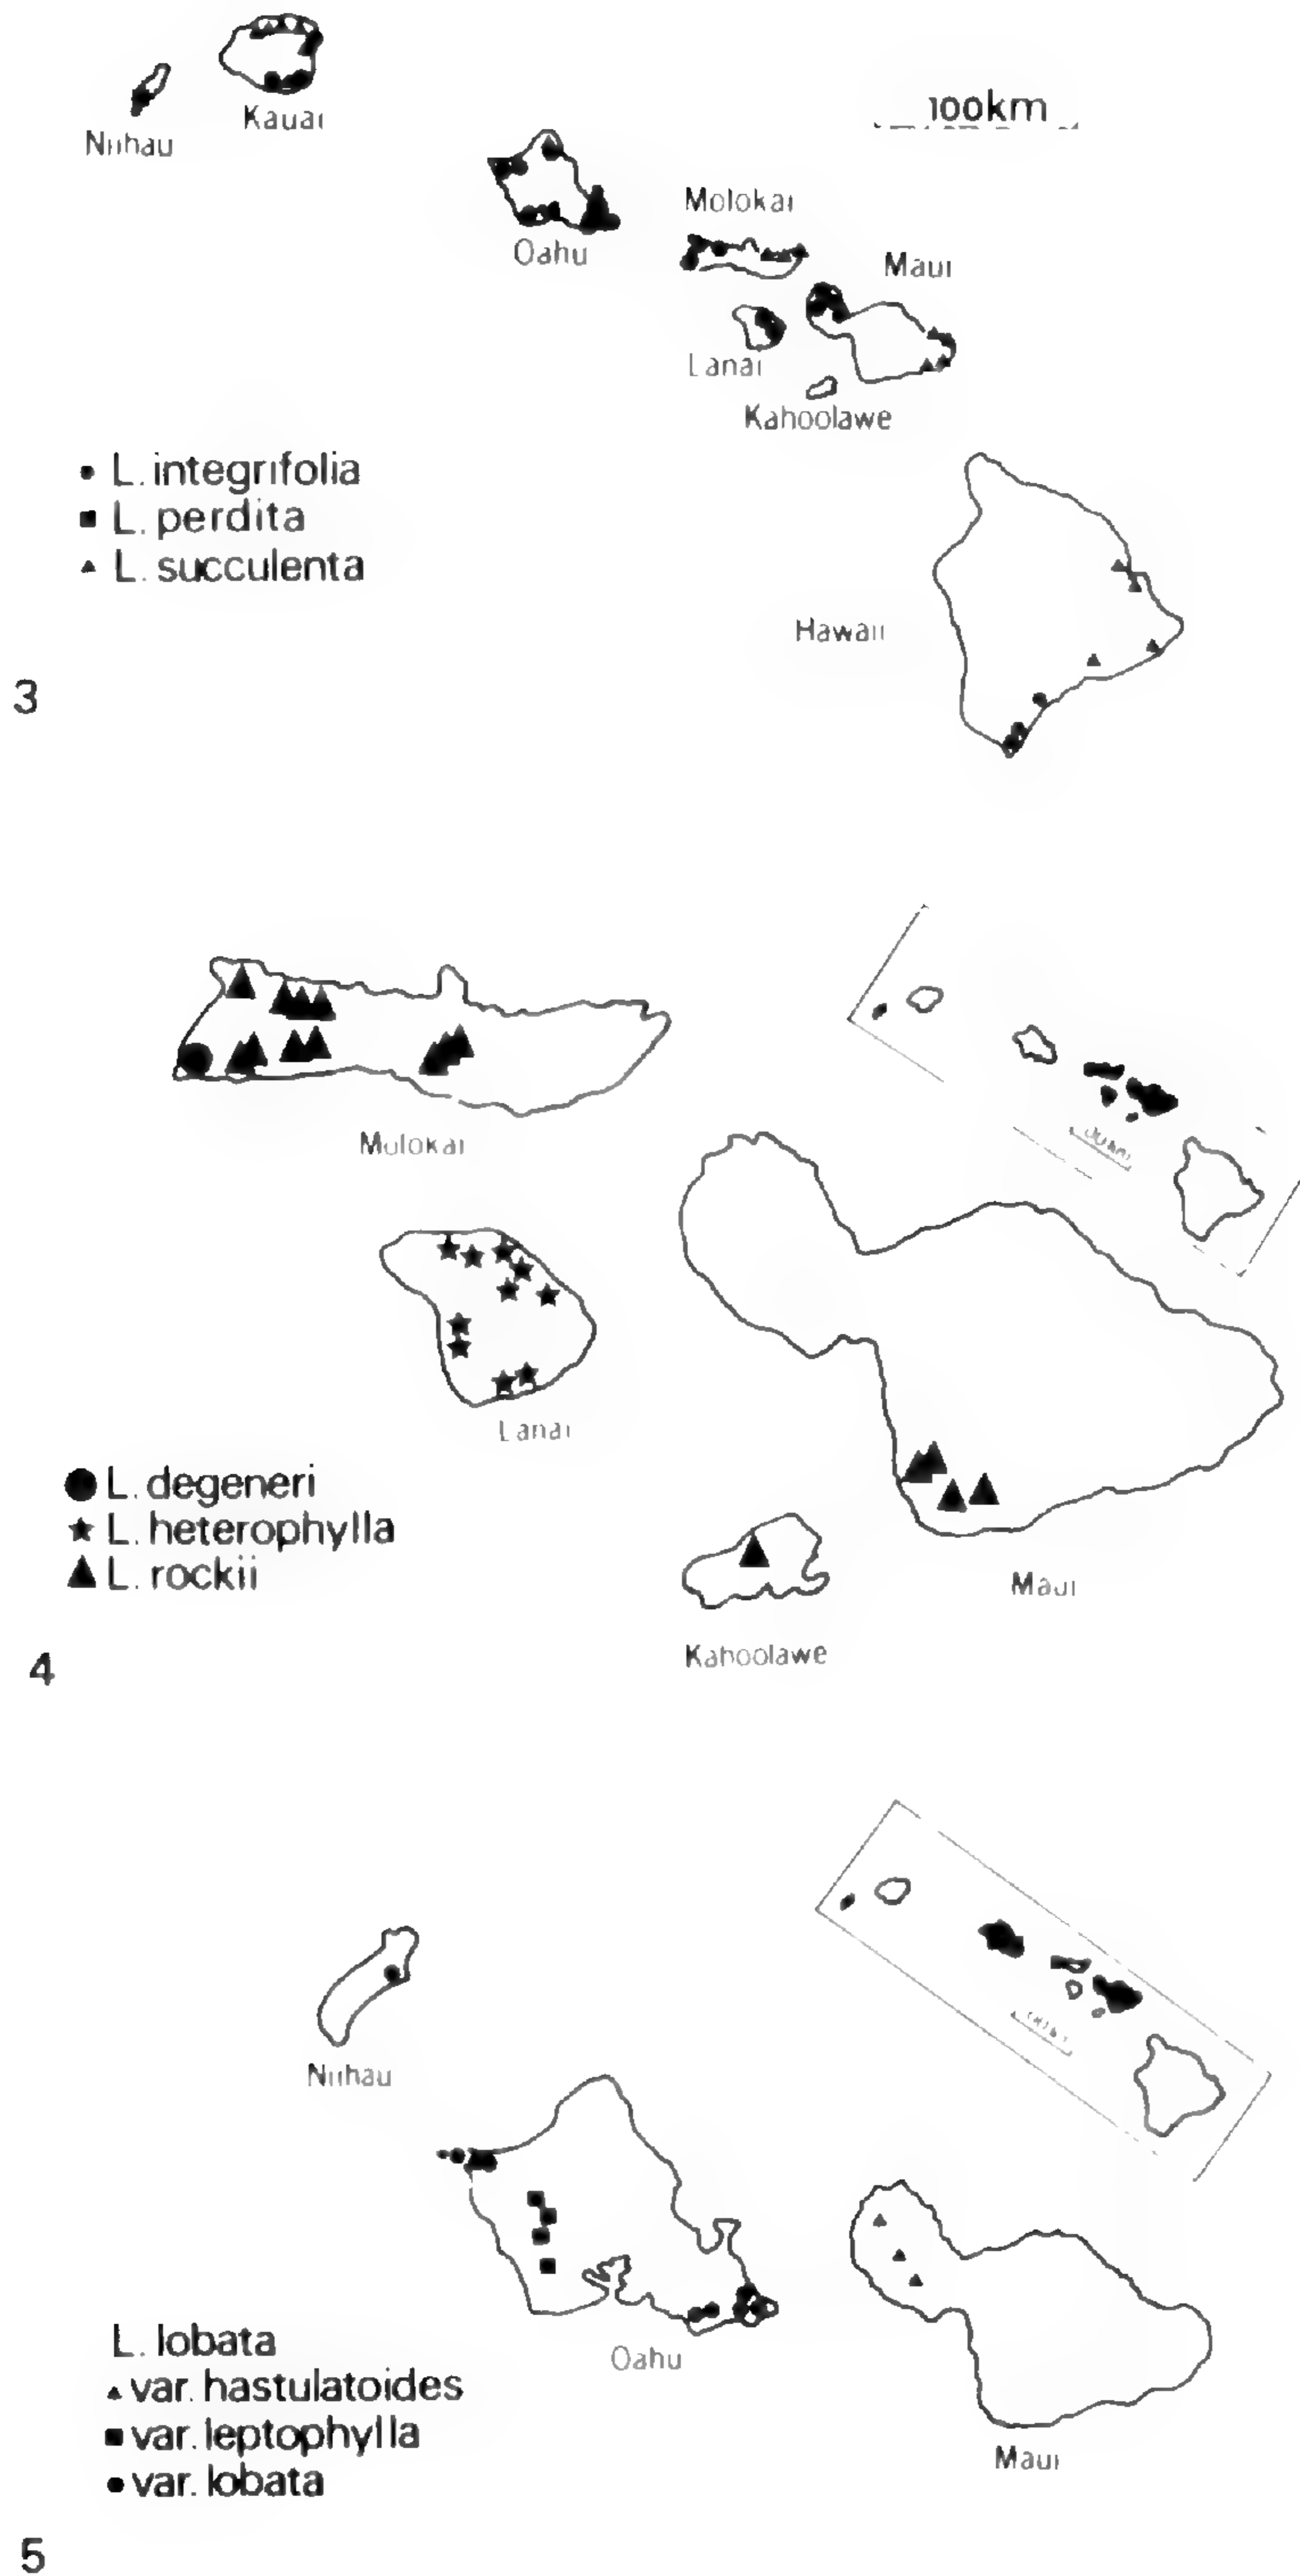 Niihau
Kauai
100km
Oahu
Molokai
Maui
Lanai
Kahoolawe
• L. integrifolia
■ L. perdita
▲ L. succulenta
Hawaii
3
Molokai
Lanai
● L. degeneri
★ L. heterophylla
▲ L. rockii
Maui
Kahoolawe
4
Niihau
Oahu
L. lobata
▲ var. hastulatoides
■ var. leptophylla
● var. lobata
Maui
5